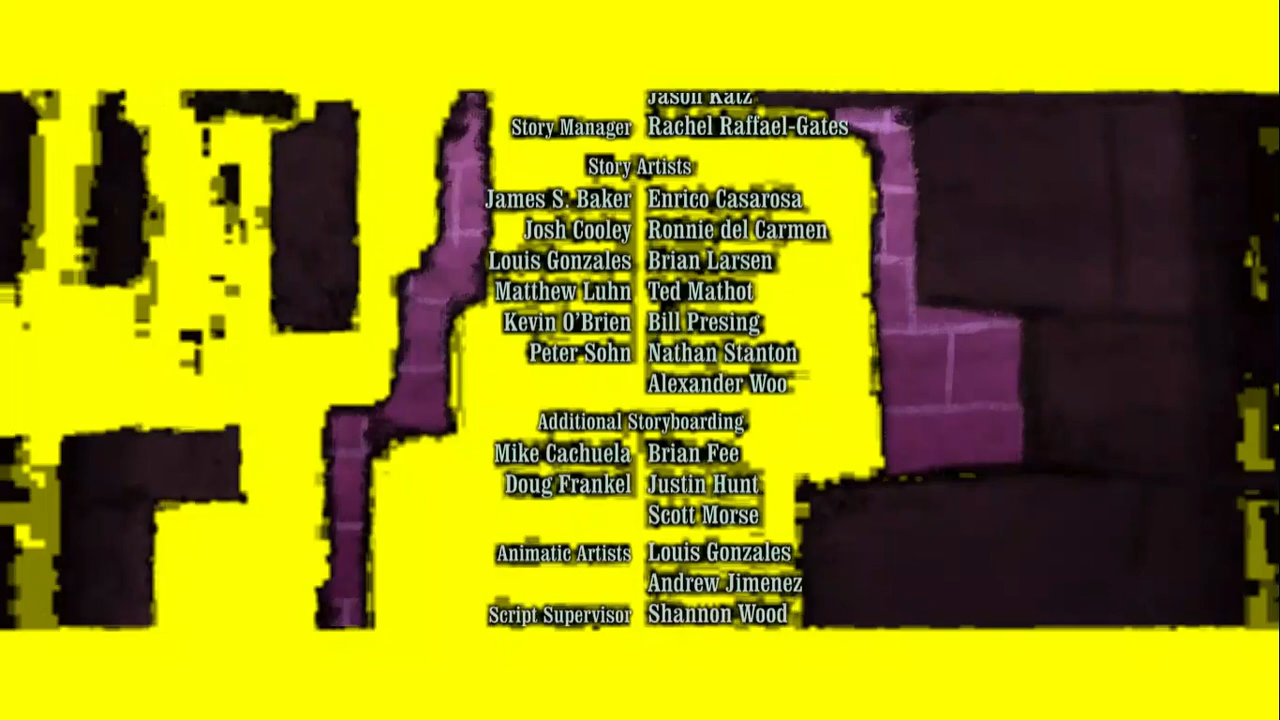 Jason Katz
Story Manager Rachel Raffael-Gates
Story Artists
James S. Baker Enrico Casarosa
Josh Cooley Ronnie del Carmen
Louis Gonzales Brian Larsen
Matthew Luhn Ted Mathot
Kevin O'Brien Bill Presing
Peter Sohn Nathan Stanton
Alexander Woo
Additional Storyboarding
Mike Cachuela Brian Fee
Doug Frankel Justin Hunt
Scott Morse
Animatic Artists Louis Gonzales
Andrew Jimenez
Script Supervisor Shannon Wood